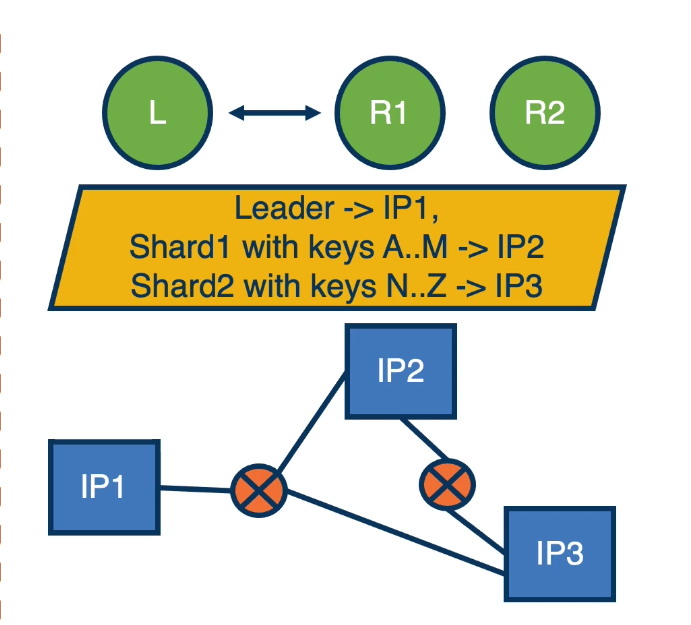 L
R1
R2
Leader -> IP1,
Shard1 with keys A..M -> IP2
Shard2 with keys N..Z -> IP3
IP2
IP1
IP3